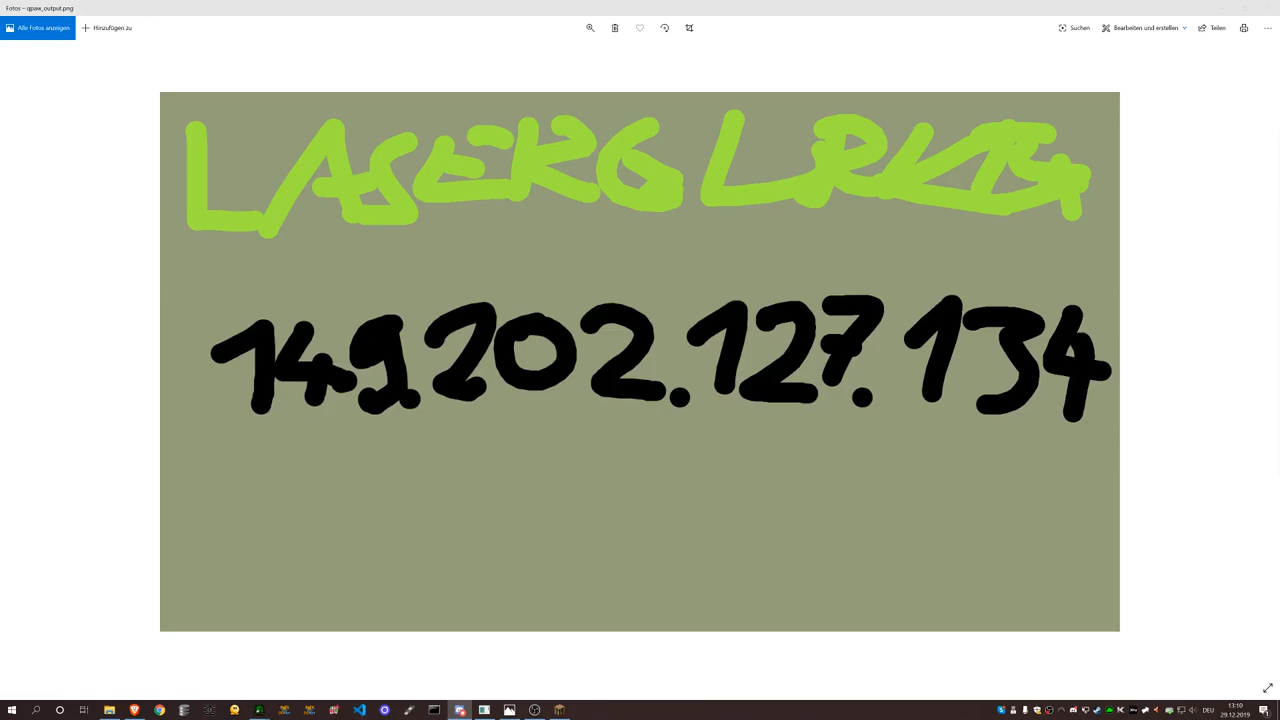 Fotos – qpaw_output.png
Alle Fotos anzeigen
Hinzufügen zu
Suchen
Bearbeiten und erstellen
Teilen
149.202.127.134
DEU
13:10
29.12.2019